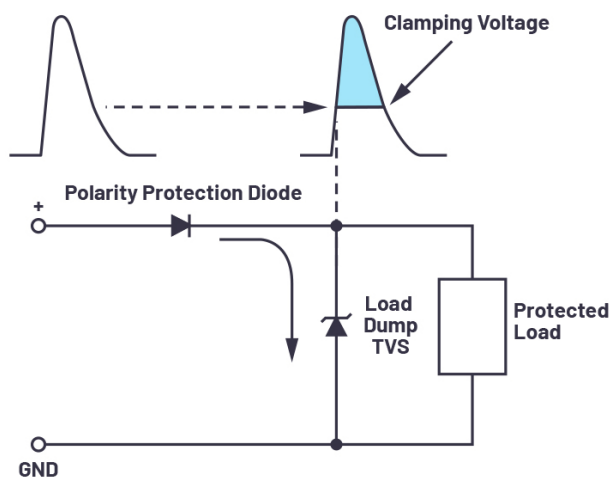 Clamping Voltage
Polarity Protection Diode
+
Load
Dump
TVS
Protected
Load
GND